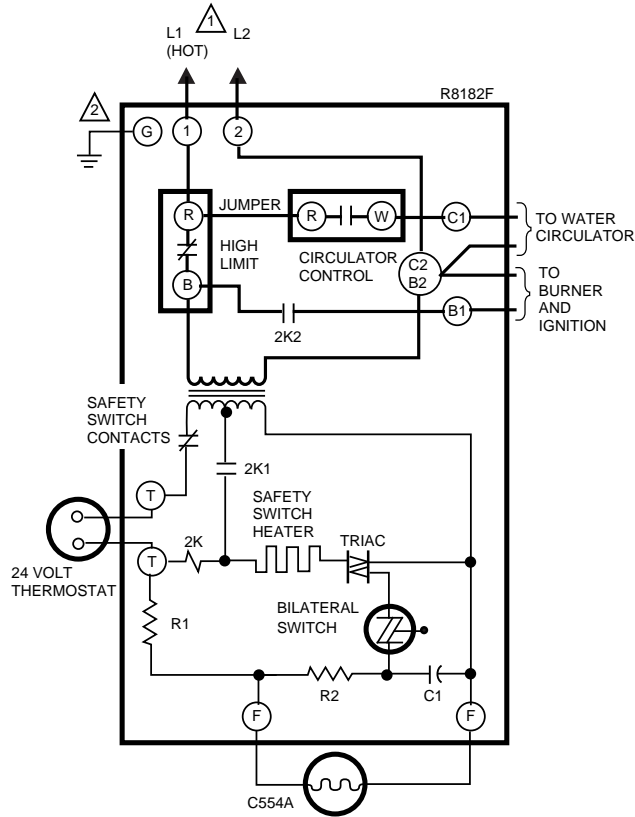 L1
(HOT)
1
L2
R8182F
2
G
1
2
R
JUMPER
R
W
C1
TO WATER
CIRCULATOR
HIGH
LIMIT
CIRCULATOR
CONTROL
C2
B2
TO
BURNER
AND
IGNITION
B
2K2
B1
SAFETY
SWITCH
CONTACTS
2K1
T
SAFETY
SWITCH
HEATER
2K
TRIAC
T
24 VOLT
THERMOSTAT
BILATERAL
SWITCH
R1
R2
C1
F
F
C554A